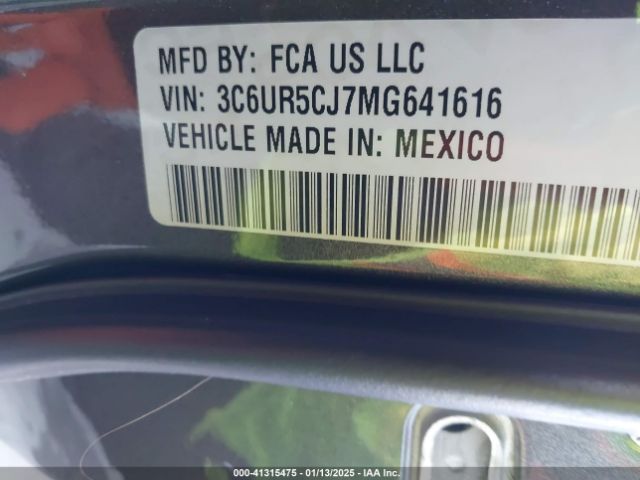 MFD BY: FCA US LLC
VIN: 3C6UR5CJ7MG641616
VEHICLE MADE IN: MEXICO
000-41315475 - 01/13/2025 - IAA Inc.